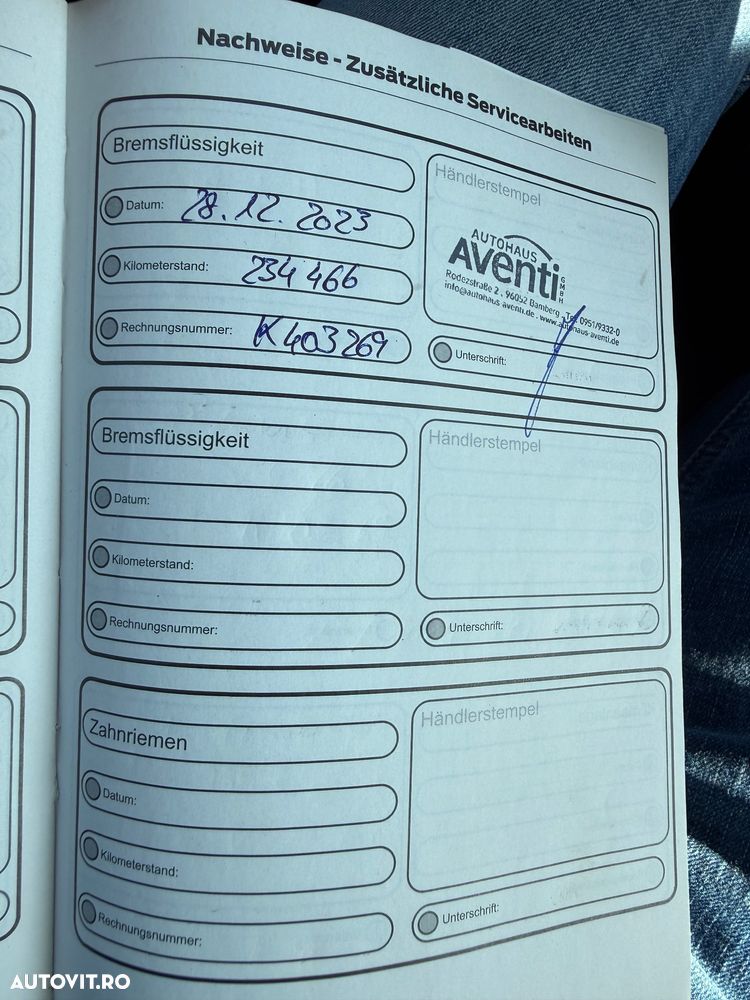 Nachweise - Zusätzliche Servicearbeiten
Bremsflüssigkeit
Händlerstempel
Datum: 28.12.2023
Kilometerstand: 234 466
Rechnungsnummer: K403269
AUTOHAUS
AVENTI
GMBH
Rodezstraße 2 . 96052 Bamberg . Tel. 0951/9332-0
info@autohaus-aventi.de . www.autohaus-aventi.de
Unterschrift:
Bremsflüssigkeit
Händlerstempel
Datum:
Kilometerstand:
Rechnungsnummer:
Unterschrift:
Zahnriemen
Händlerstempel
Datum:
Kilometerstand:
Rechnungsnummer:
Unterschrift:
AUTOVIT.RO